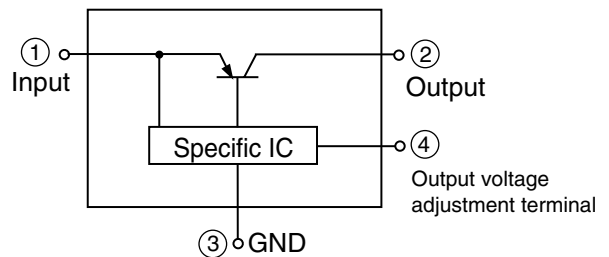 ① Input
② Output
Specific IC
④
Output voltage
adjustment terminal
③ GND